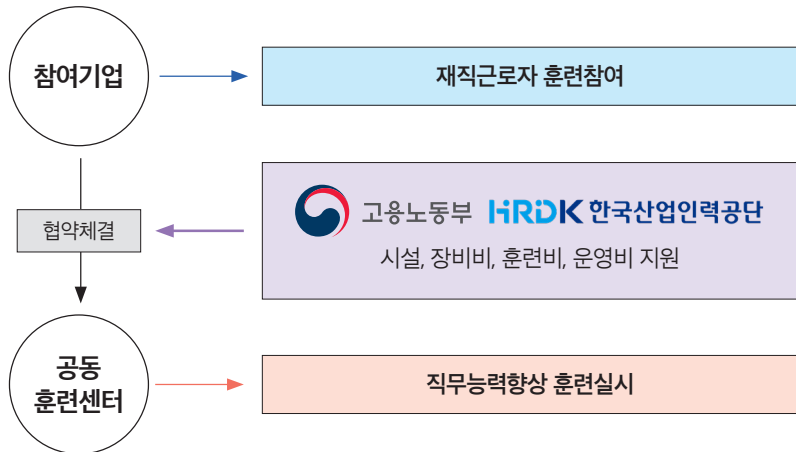 참여기업
재직근로자 훈련참여
고용노동부 HRDK 한국산업인력공단
협약체결
시설, 장비비, 훈련비, 운영비 지원
공동
훈련센터
직무능력향상 훈련실시